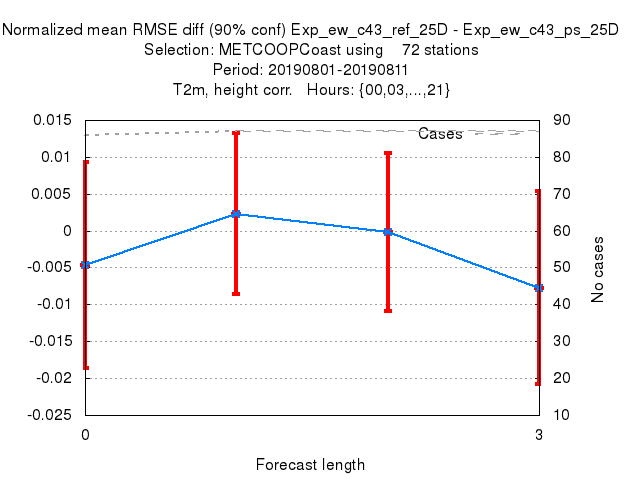 Normalized mean RMSE diff (90% conf) Exp_ew_c43_ref_25D - Exp_ew_c43_ps_25D
Selection: METCOOPCoast using 72 stations
Period: 20190801-20190811
T2m, height corr. Hours: {00,03,...,21}
0.015
0.01
0.005
0
-0.005
-0.01
-0.015
-0.02
-0.025
Cases
90
80
70
60
50
40
30
20
10
No cases
0
3
Forecast length